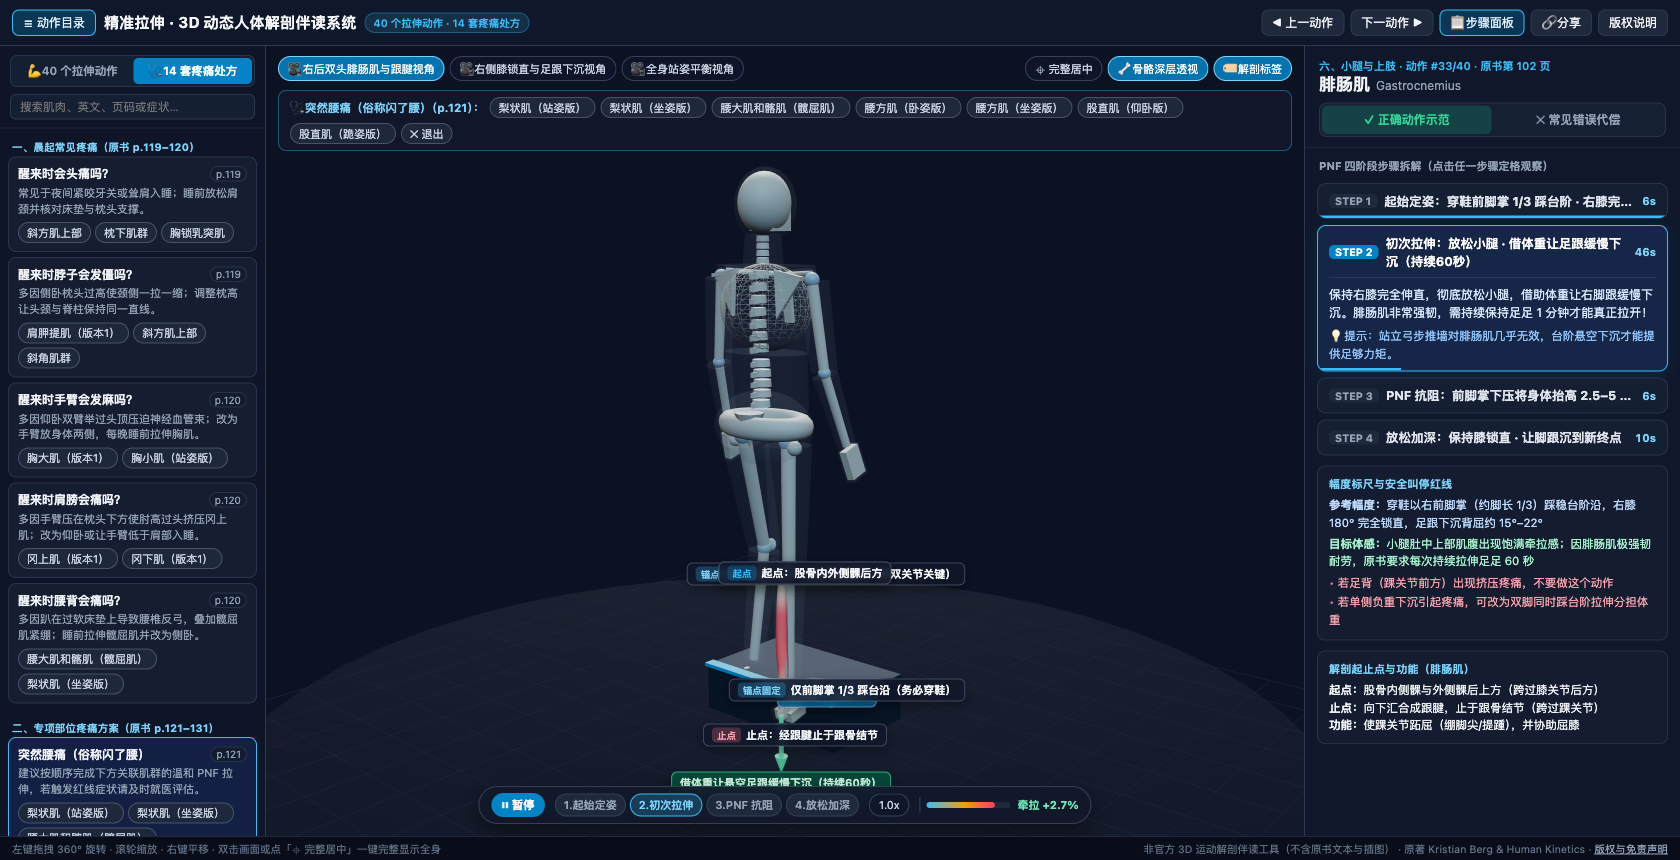 ≡ 动作目录 精准拉伸 · 3D 动态人体解剖伴读系统 40 个拉伸动作 · 14 套疼痛处方
◀ 上一动作 下一动作 ▶ 📋步骤面板 🔗分享 版权说明
💪40 个拉伸动作 14 套疼痛处方
搜索肌肉、英文、页码或症状...
一、晨起常见疼痛（原书 p.119–120）
醒来时会头痛吗? p.119
常见于夜间紧咬牙关或耸肩入睡；睡前放松肩
颈并核对床垫与枕头支撑。
斜方肌上部 枕下肌群 胸锁乳突肌
醒来时脖子会发僵吗? p.119
多因侧卧枕头过高使颈侧一拉一缩；调整枕高
让头颈与脊柱保持同一直线。
肩胛提肌（版本1） 斜方肌上部
斜角肌群
醒来时手臂会发麻吗? p.120
多因仰卧双臂举过头顶压迫神经血管束；改为
手臂放身体两侧，每晚睡前拉伸胸肌。
胸大肌（版本1） 胸小肌（站姿版）
醒来时肩膀会痛吗? p.120
多因手臂压在枕头下方使肘高过头挤压冈上
肌；改为仰卧或让手臂低于肩部入睡。
冈上肌（版本1） 冈下肌（版本1）
醒来时腰背会痛吗? p.120
多因趴在过软床垫上导致腰椎反弓，叠加髋屈
肌紧绷；睡前拉伸髋屈肌并改为侧卧。
腰大肌和髂肌（髋屈肌）
梨状肌（坐姿版）
二、专项部位疼痛方案（原书 p.121–131）
突然腰痛（俗称闪了腰） p.121
建议按顺序完成下方关联肌群的温和 PNF 拉
伸，若触发红线症状请及时就医评估。
梨状肌（站姿版） 梨状肌（坐姿版）
腰大肌和髂肌（髋屈肌）
🎥右后双头腓肠肌与跟腱视角 🎥右侧膝锁直与足跟下沉视角 🎥全身站姿平衡视角
⌖ 完整居中 🦴骨骼深层透视 🏷️解剖标签
突然腰痛（俗称闪了腰）(p.121)： 梨状肌（站姿版） 梨状肌（坐姿版） 腰大肌和髂肌（髋屈肌） 腰方肌（卧姿版） 腰方肌（坐姿版） 股直肌（仰卧版）
股直肌（跪姿版） ✕ 退出
锚点 起点 起点：股骨内外侧髁后方 双关节关键）
锚点固定 仅前脚掌 1/3 踩台沿（务必穿鞋）
止点 止点：经跟腱止于跟骨结节
借体重让悬空足跟缓慢下沉（持续60秒）
⏸ 暂停 1.起始定姿 2.初次拉伸 3.PNF 抗阻 4.放松加深 1.0x 牵拉 +2.7%
六、小腿与上肢 · 动作 #33/40 · 原书第 102 页
腓肠肌 Gastrocnemius
✓ 正确动作示范 ✕ 常见错误代偿
PNF 四阶段步骤拆解（点击任一步骤定格观察）
STEP 1 起始定姿：穿鞋前脚掌 1/3 踩台阶 · 右膝完... 6s
STEP 2 初次拉伸：放松小腿 · 借体重让足跟缓慢下
沉（持续60秒） 46s
保持右膝完全伸直，彻底放松小腿，借助体重让右脚跟缓慢下
沉。腓肠肌非常强韧，需持续保持足足 1 分钟才能真正拉开！
💡 提示：站立弓步推墙对腓肠肌几乎无效，台阶悬空下沉才能提
供足够力矩。
STEP 3 PNF 抗阻：前脚掌下压将身体抬高 2.5–5 ... 6s
STEP 4 放松加深：保持膝锁直 · 让脚跟沉到新终点 10s
幅度标尺与安全叫停红线
参考幅度：穿鞋以右前脚掌（约脚长 1/3）踩稳台阶沿，右膝
180° 完全锁直，足跟下沉背屈约 15°–22°
目标体感：小腿肚中上部肌腹出现饱满牵拉感；因腓肠肌极强韧
耐劳，原书要求每次持续拉伸足足 60 秒
• 若足背（踝关节前方）出现挤压疼痛，不要做这个动作
• 若单侧负重下沉引起疼痛，可改为双脚同时踩台阶拉伸分担体
重
解剖起止点与功能（腓肠肌）
起点：股骨内侧髁与外侧髁后上方（跨过膝关节后方）
止点：向下汇合成跟腱，止于跟骨结节（跨过踝关节）
功能：使踝关节跖屈（绷脚尖/提踵），并协助屈膝
左键拖拽 360° 旋转 · 滚轮缩放 · 右键平移 · 双击画面或点「⌖ 完整居中」一键完整显示全身
非官方 3D 运动解剖伴读工具（不含原书文本与插图） · 原著 Kristian Berg & Human Kinetics · 版权与免责声明